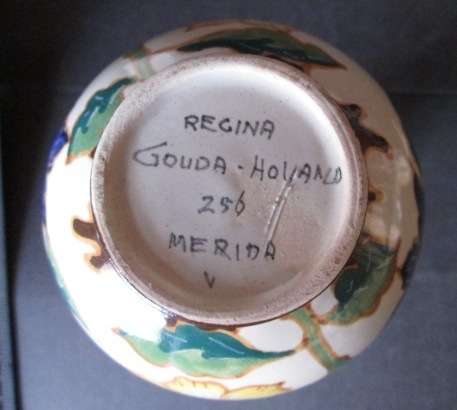 REGINA
GOUDA-HOLLAND
256
MERIDA
V